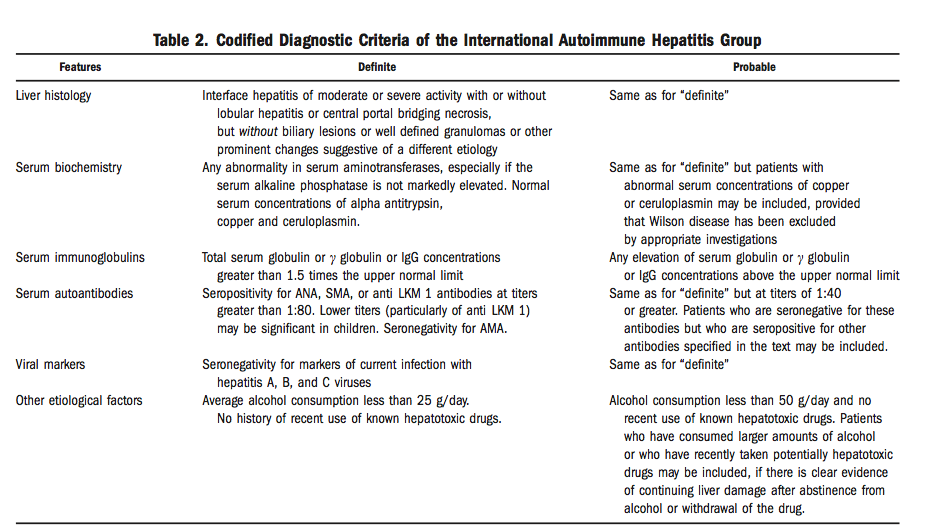 Table 2. Codified Diagnostic Criteria of the International Autoimmune Hepatitis Group
Features Definite Probable
Liver histology Interface hepatitis of moderate or severe activity with or without Same as for “definite”
lobular hepatitis or central portal bridging necrosis,
but without biliary lesions or well defined granulomas or other
prominent changes suggestive of a different etiology
Serum biochemistry Any abnormality in serum aminotransferases, especially if the Same as for “definite” but patients with
serum alkaline phosphatase is not markedly elevated. Normal abnormal serum concentrations of copper
serum concentrations of alpha antitrypsin, or ceruloplasmin may be included, provided
copper and ceruloplasmin. that Wilson disease has been excluded
by appropriate investigations
Serum immunoglobulins Total serum globulin or γ globulin or IgG concentrations Any elevation of serum globulin or γ globulin
greater than 1.5 times the upper normal limit or IgG concentrations above the upper normal limit
Serum autoantibodies Seropositivity for ANA, SMA, or anti LKM 1 antibodies at titers Same as for “definite” but at titers of 1:40
greater than 1:80. Lower titers (particularly of anti LKM 1) or greater. Patients who are seronegative for these
may be significant in children. Seronegativity for AMA. antibodies but who are seropositive for other
antibodies specified in the text may be included.
Viral markers Seronegativity for markers of current infection with Same as for “definite”
hepatitis A, B, and C viruses
Other etiological factors Average alcohol consumption less than 25 g/day. Alcohol consumption less than 50 g/day and no
No history of recent use of known hepatotoxic drugs. recent use of known hepatotoxic drugs. Patients
who have consumed larger amounts of alcohol
or who have recently taken potentially hepatotoxic
drugs may be included, if there is clear evidence
of continuing liver damage after abstinence from
alcohol or withdrawal of the drug.